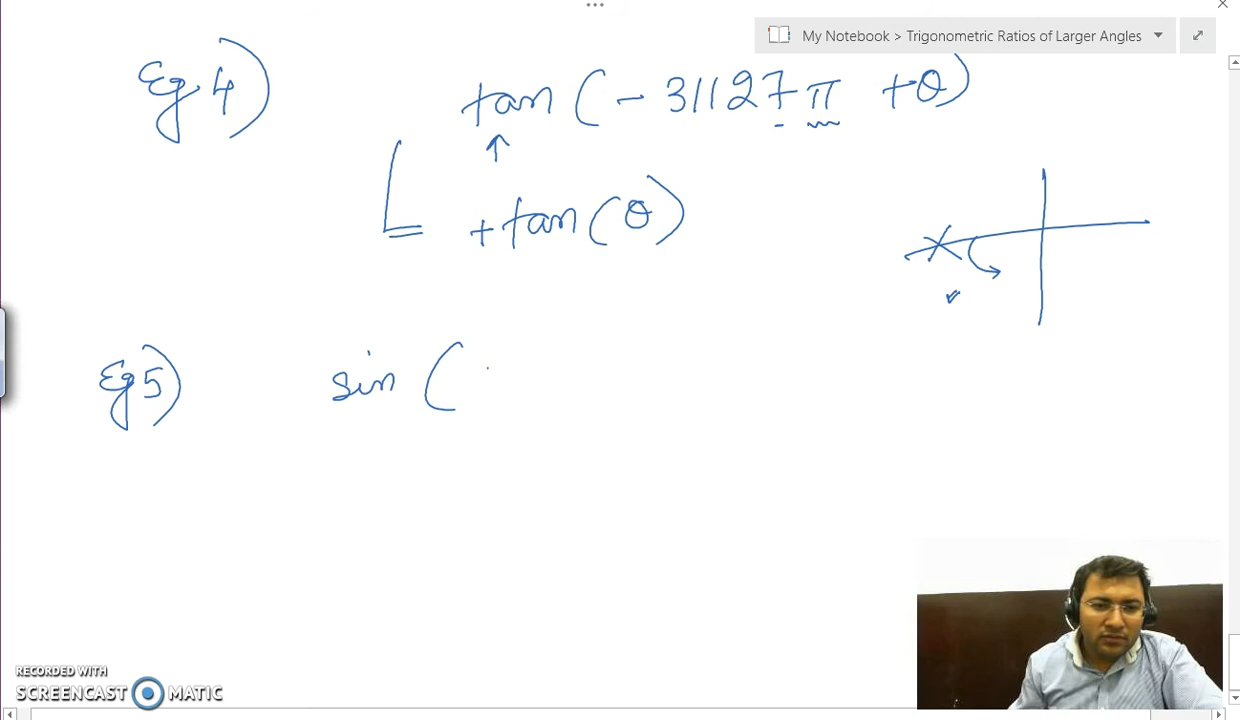 My Notebook > Trigonometric Ratios of Larger Angles
Eg 4) tan (- 31127π + θ)
+ tan (θ)
Eg 5) sin (
RECORDED WITH
SCREENCAST MATIC